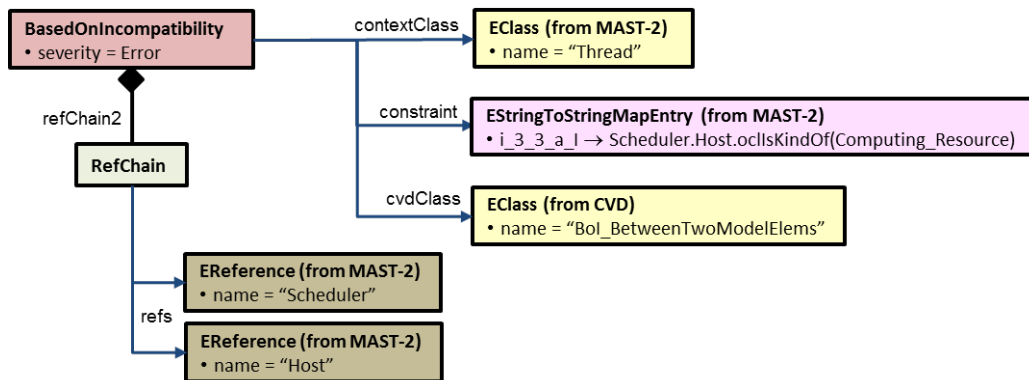 BasedOnIncompatibility
• severity = Error
contextClass
EClass (from MAST-2)
• name = “Thread”
refChain2
constraint
EStringToStringMapEntry (from MAST-2)
• i_3_3_a_I → Scheduler.Host.oclIsKindOf(Computing_Resource)
RefChain
cvdClass
EClass (from CVD)
• name = “BoI_BetweenTwoModelElems”
EReference (from MAST-2)
• name = “Scheduler”
refs
EReference (from MAST-2)
• name = “Host”